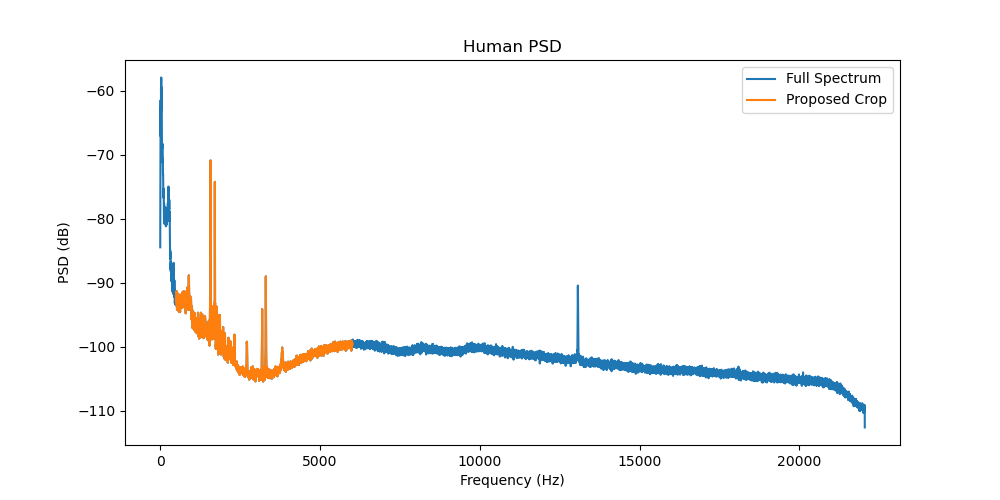 Human PSD
Full Spectrum
Proposed Crop
PSD (dB)
−60
−70
−80
−90
−100
−110
0 5000 10000 15000 20000
Frequency (Hz)